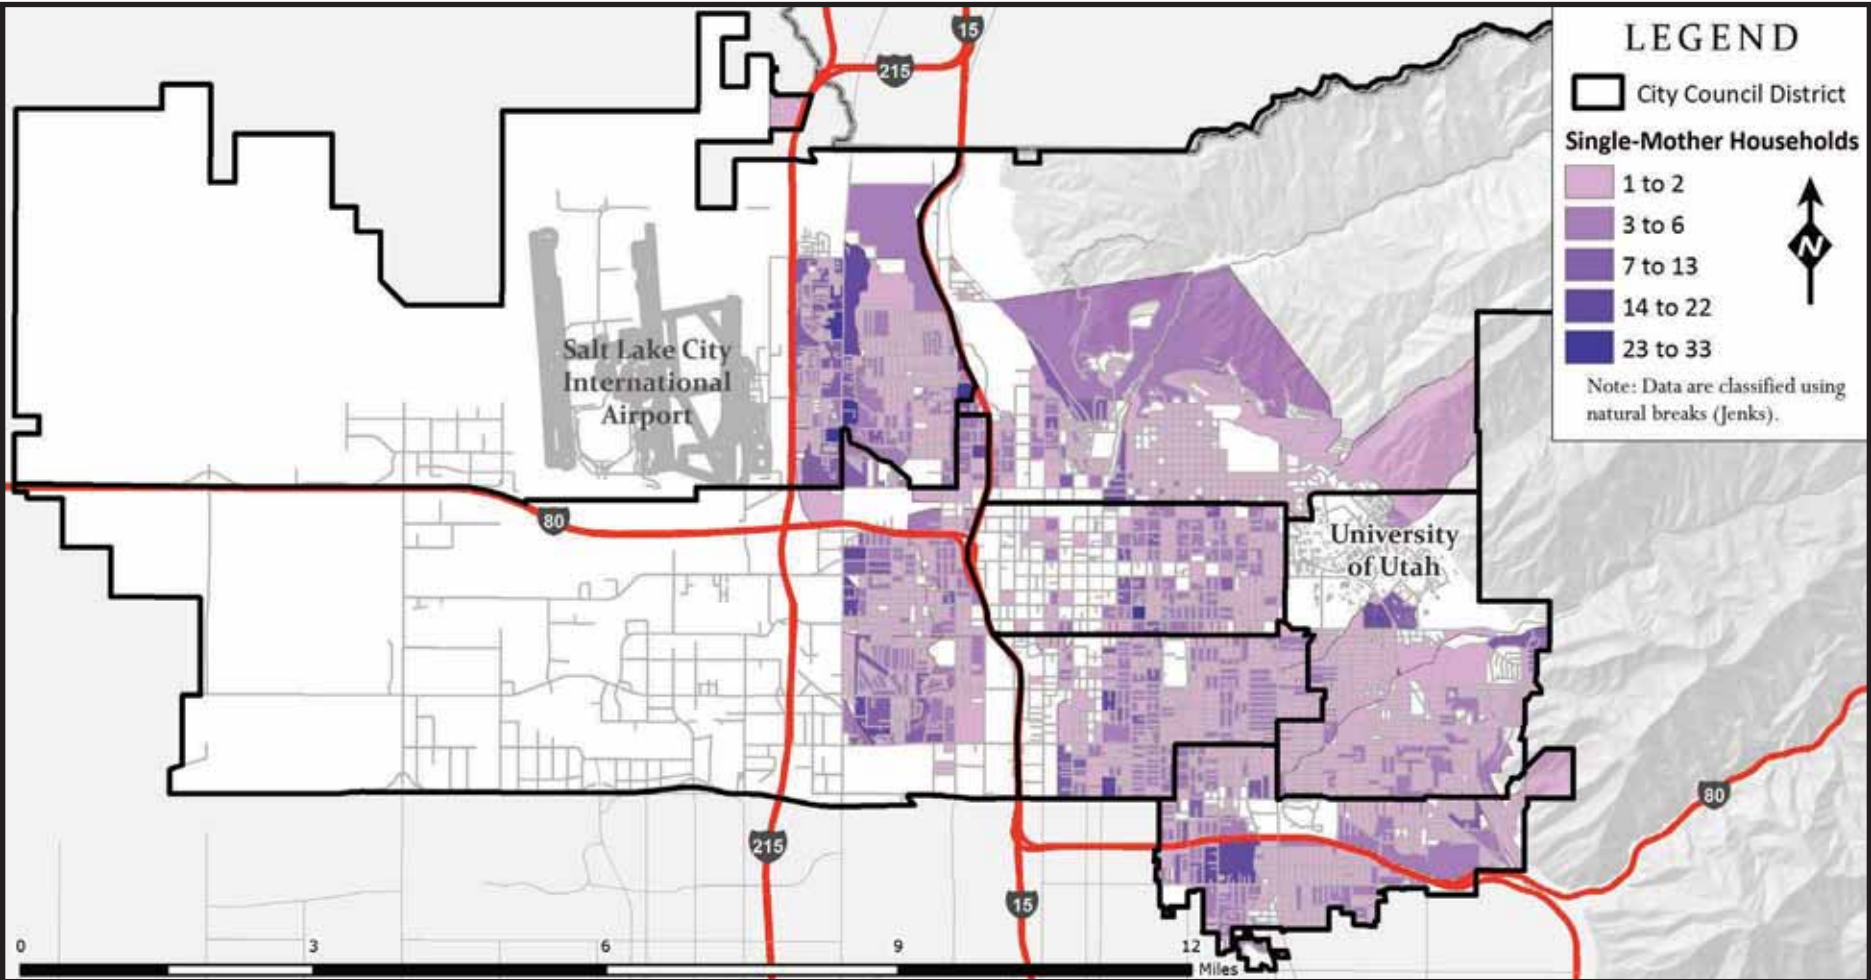 15
215
LEGEND
City Council District
Single-Mother Households
1 to 2
3 to 6
7 to 13
14 to 22
23 to 33
N
Note: Data are classified using
natural breaks (Jenks).
Salt Lake City
International
Airport
80
University
of Utah
80
215
15
0 3 6 9 12
Miles